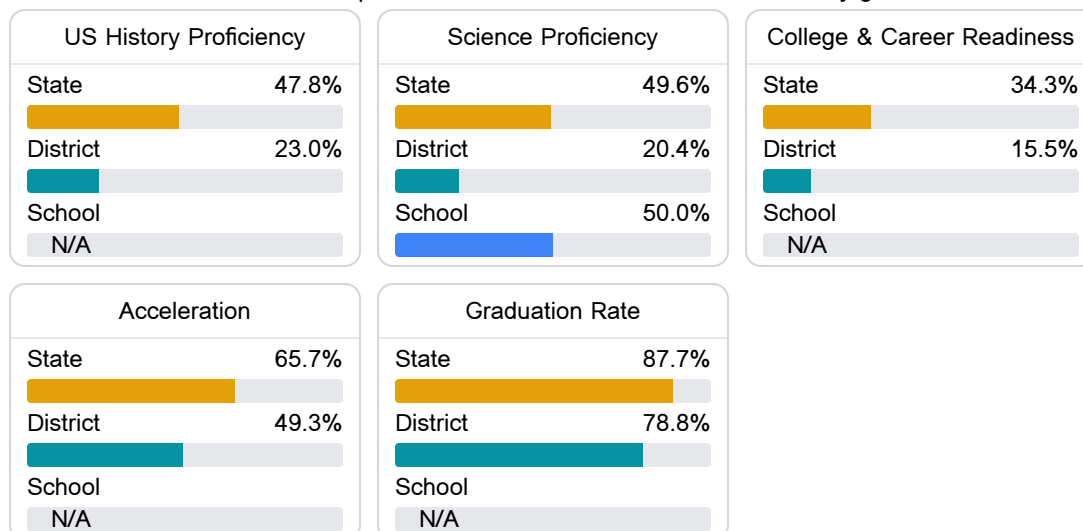 US History Proficiency
State 47.8%
District 23.0%
School
N/A
Science Proficiency
State 49.6%
District 20.4%
School 50.0%
College & Career Readiness
State 34.3%
District 15.5%
School
N/A
Acceleration
State 65.7%
District 49.3%
School
N/A
Graduation Rate
State 87.7%
District 78.8%
School
N/A